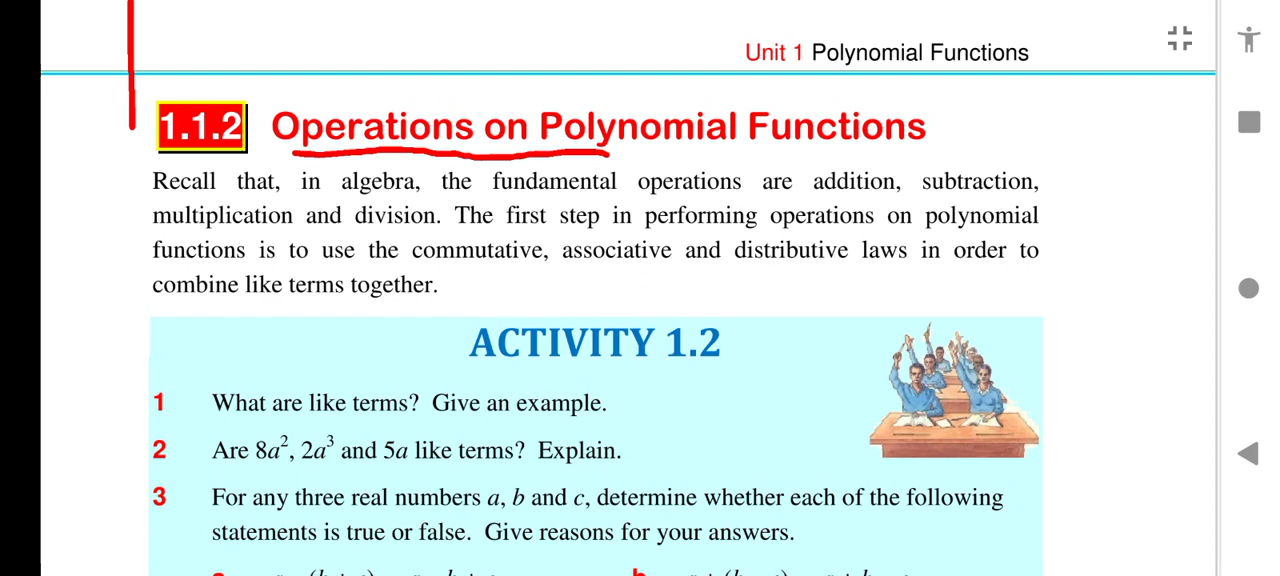 Unit 1 Polynomial Functions
1.1.2 Operations on Polynomial Functions
Recall that, in algebra, the fundamental operations are addition, subtraction,
multiplication and division. The first step in performing operations on polynomial
functions is to use the commutative, associative and distributive laws in order to
combine like terms together.
ACTIVITY 1.2
1 What are like terms? Give an example.
2 Are 8a², 2a³ and 5a like terms? Explain.
3 For any three real numbers a, b and c, determine whether each of the following
statements is true or false. Give reasons for your answers.